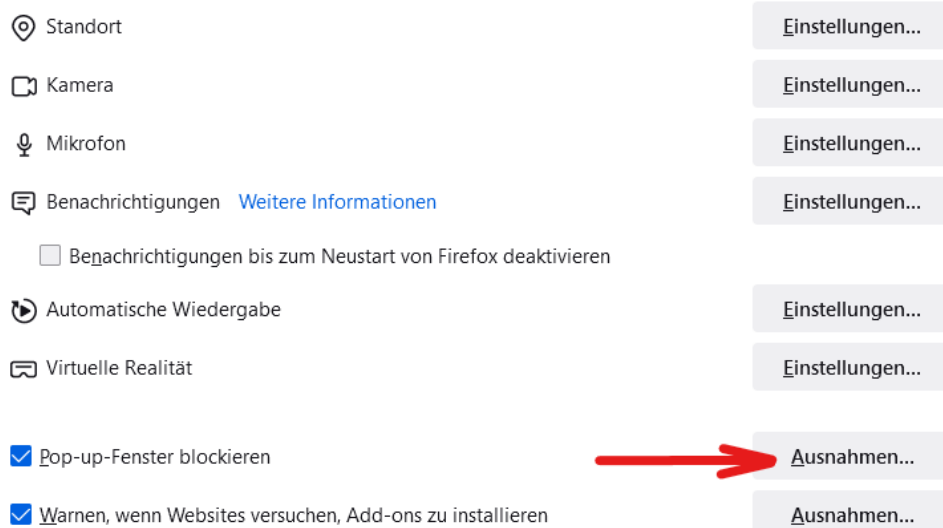 Standort Einstellungen...
Kamera Einstellungen...
Mikrofon Einstellungen...
Benachrichtigungen Weitere Informationen Einstellungen...
Benachrichtigungen bis zum Neustart von Firefox deaktivieren
Automatische Wiedergabe Einstellungen...
Virtuelle Realität Einstellungen...
Pop-up-Fenster blockieren Ausnahmen...
Warnen, wenn Websites versuchen, Add-ons zu installieren Ausnahmen...